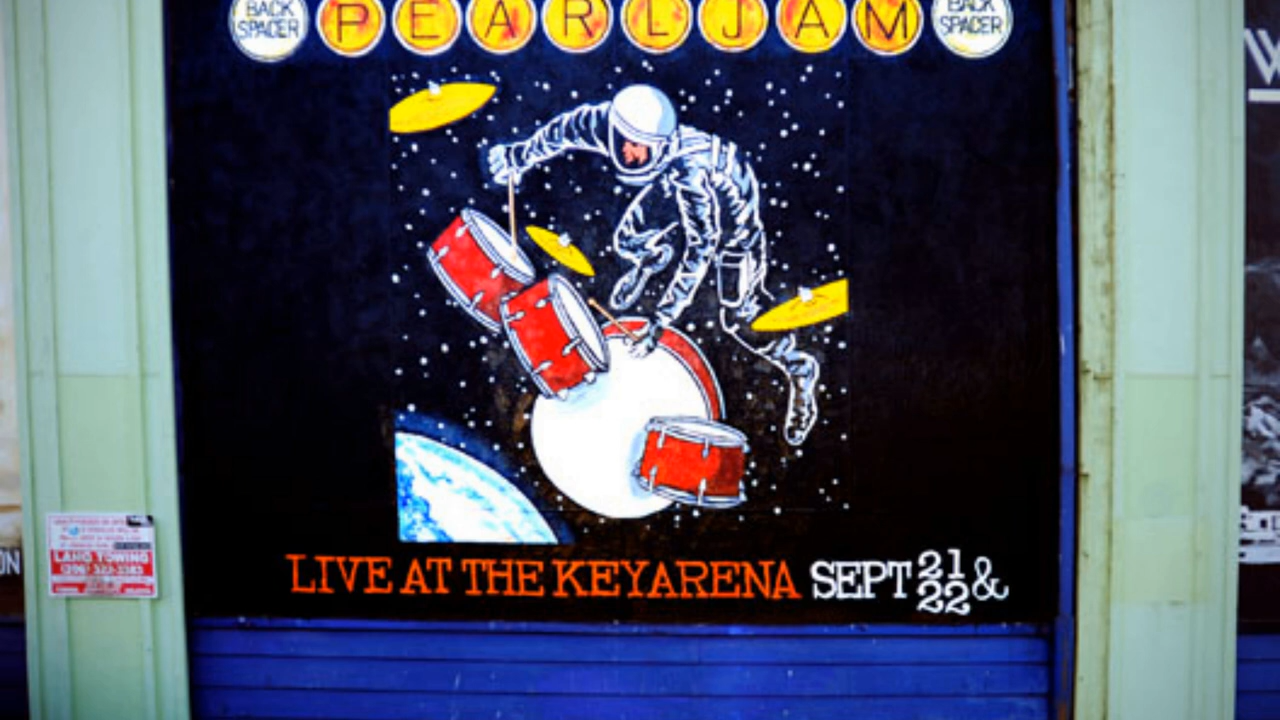 BACK SPACER PEARL JAM BACK SPACER
LIVE AT THE KEYARENA SEPT 21 & 22
LANG TOWING